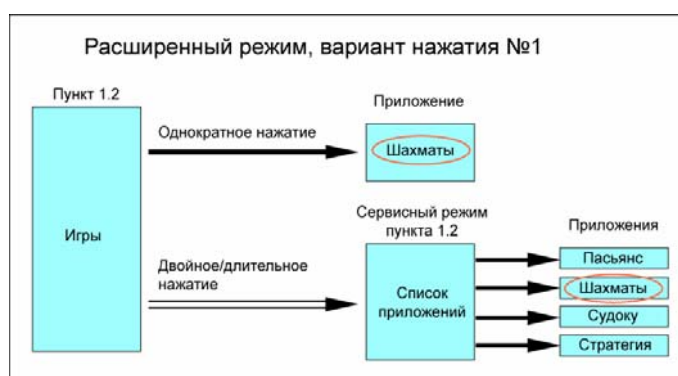 Расширенный режим, вариант нажатия №1
Пункт 1.2
Игры
Однократное нажатие
Приложение
Шахматы
Двойное/длительное
нажатие
Сервисный режим
пункта 1.2
Список
приложений
Приложения
Пасьянс
Шахматы
Судоку
Стратегия